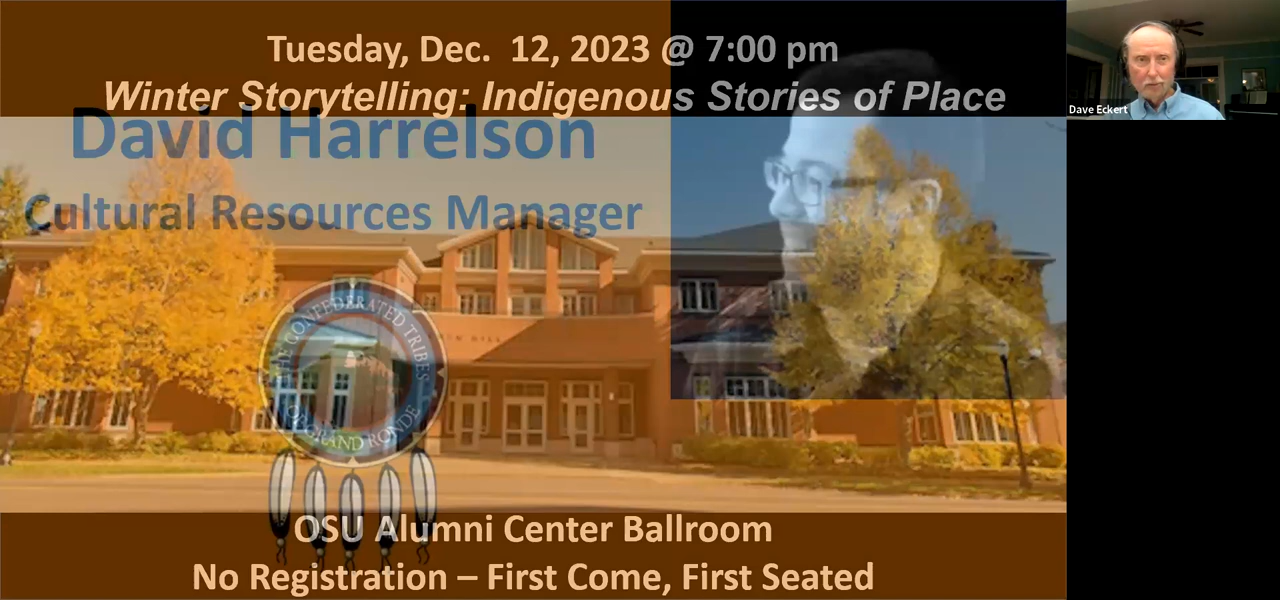 Tuesday, Dec. 12, 2023 @ 7:00 pm
Winter Storytelling: Indigenous Stories of Place
David Harrelson
Cultural Resources Manager
Dave Eckert
THE CONFEDERATED TRIBES
OF GRAND RONDE
OSU Alumni Center Ballroom
No Registration – First Come, First Seated